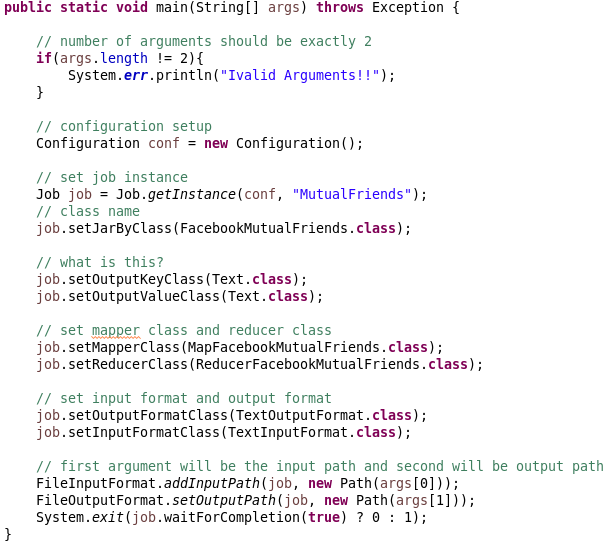 public static void main(String[] args) throws Exception {

    // number of arguments should be exactly 2
    if(args.length != 2){
        System.err.println("Ivalid Arguments!!");
    }

    // configuration setup
    Configuration conf = new Configuration();

    // set job instance
    Job job = Job.getInstance(conf, "MutualFriends");
    // class name
    job.setJarByClass(FacebookMutualFriends.class);

    // what is this?
    job.setOutputKeyClass(Text.class);
    job.setOutputValueClass(Text.class);

    // set mapper class and reducer class
    job.setMapperClass(MapFacebookMutualFriends.class);
    job.setReducerClass(ReducerFacebookMutualFriends.class);

    // set input format and output format
    job.setOutputFormatClass(TextOutputFormat.class);
    job.setInputFormatClass(TextInputFormat.class);

    // first argument will be the input path and second will be output path
    FileInputFormat.addInputPath(job, new Path(args[0]));
    FileOutputFormat.setOutputPath(job, new Path(args[1]));
    System.exit(job.waitForCompletion(true) ? 0 : 1);
}